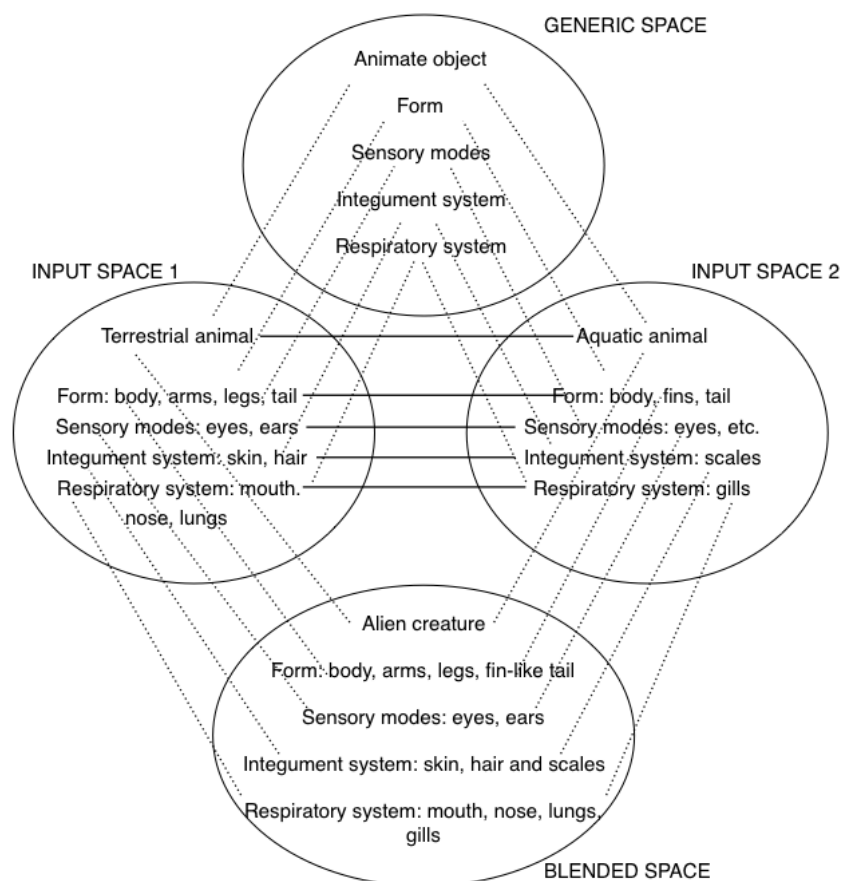 GENERIC SPACE
Animate object
Form
Sensory modes
Integument system
Respiratory system
INPUT SPACE 1
INPUT SPACE 2
Terrestrial animal
Aquatic animal
Form: body, arms, legs, tail
Form: body, fins, tail
Sensory modes: eyes, ears
Sensory modes: eyes, etc.
Integument system: skin, hair
Integument system: scales
Respiratory system: mouth.
Respiratory system: gills
nose, lungs
Alien creature
Form: body, arms, legs, fin-like tail
Sensory modes: eyes, ears
Integument system: skin, hair and scales
Respiratory system: mouth, nose, lungs,
gills
BLENDED SPACE